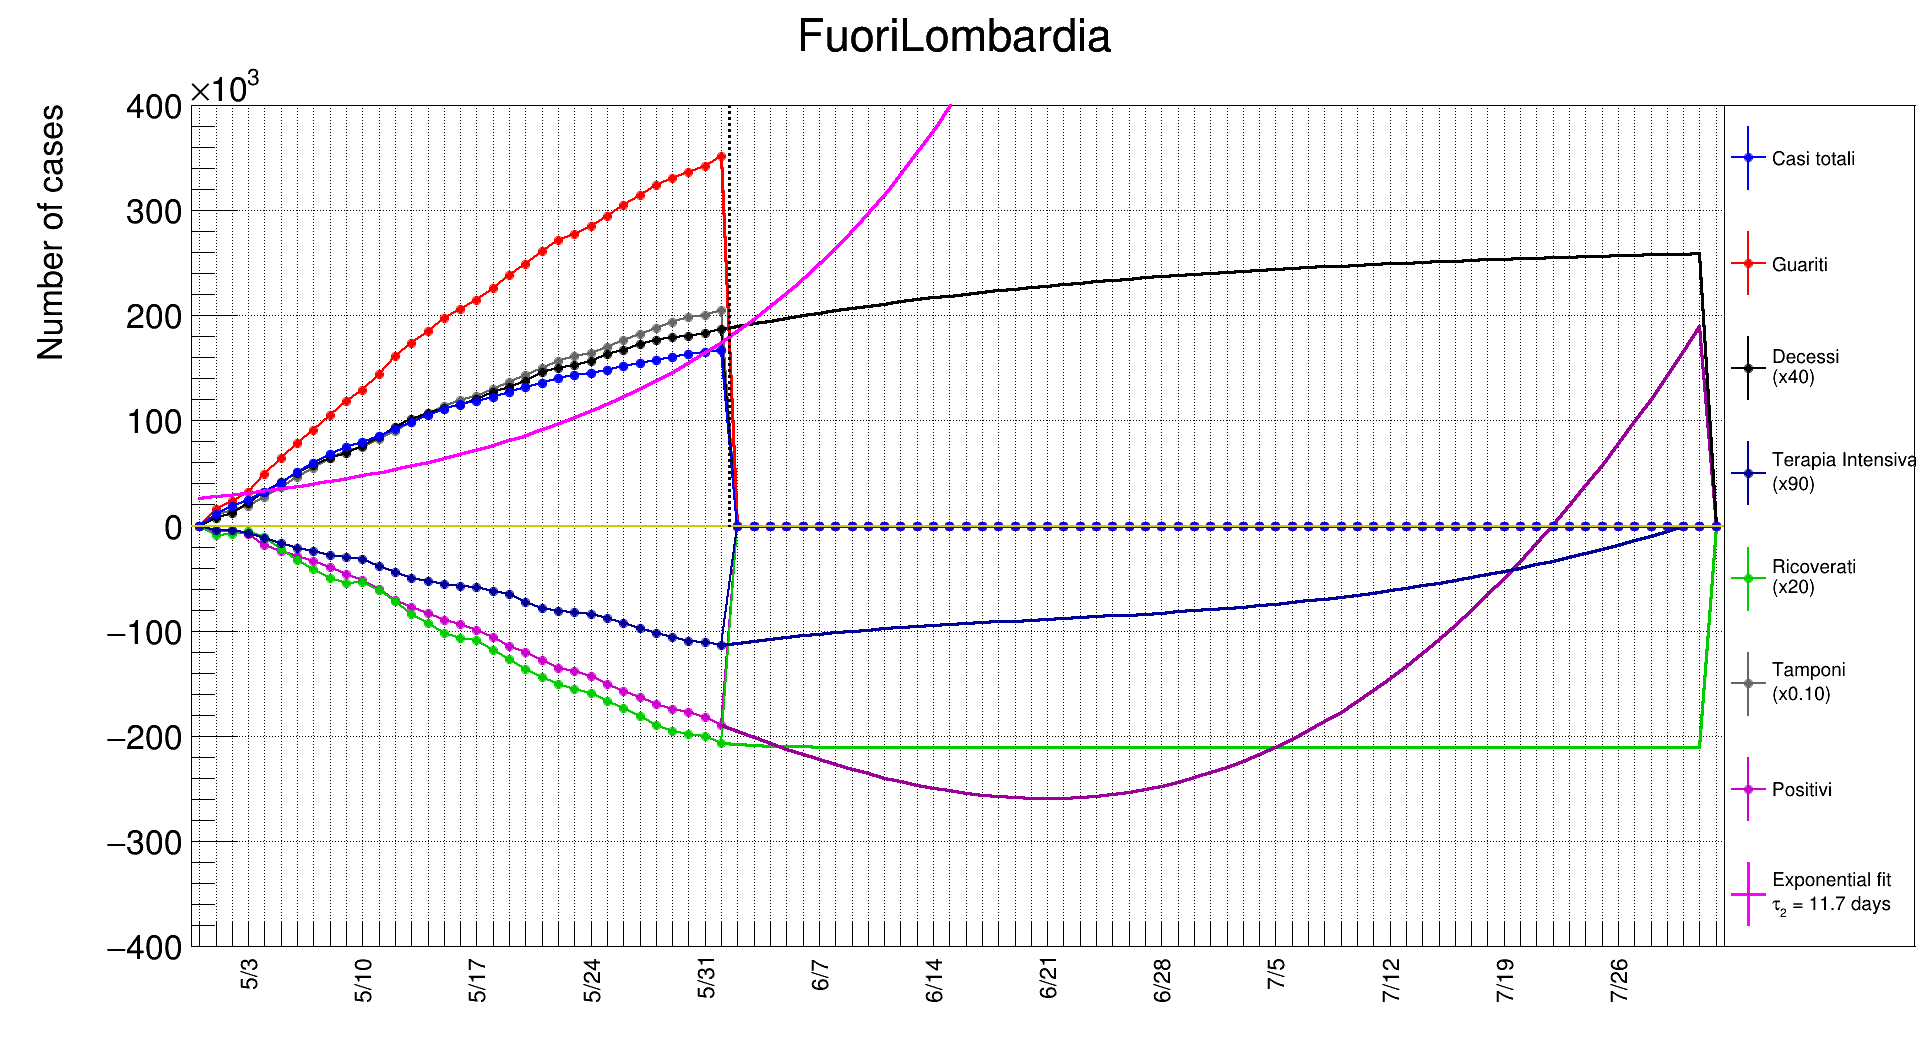 FuoriLombardia
×10³
Number of cases
400
300
200
100
0
−100
−200
−300
−400
5/3
5/10
5/17
5/24
5/31
6/7
6/14
6/21
6/28
7/5
7/12
7/19
7/26
Casi totali
Guariti
Decessi
(x40)
Terapia Intensiva
(x90)
Ricoverati
(x20)
Tamponi
(x0.10)
Positivi
Exponential fit
τ₂ = 11.7 days